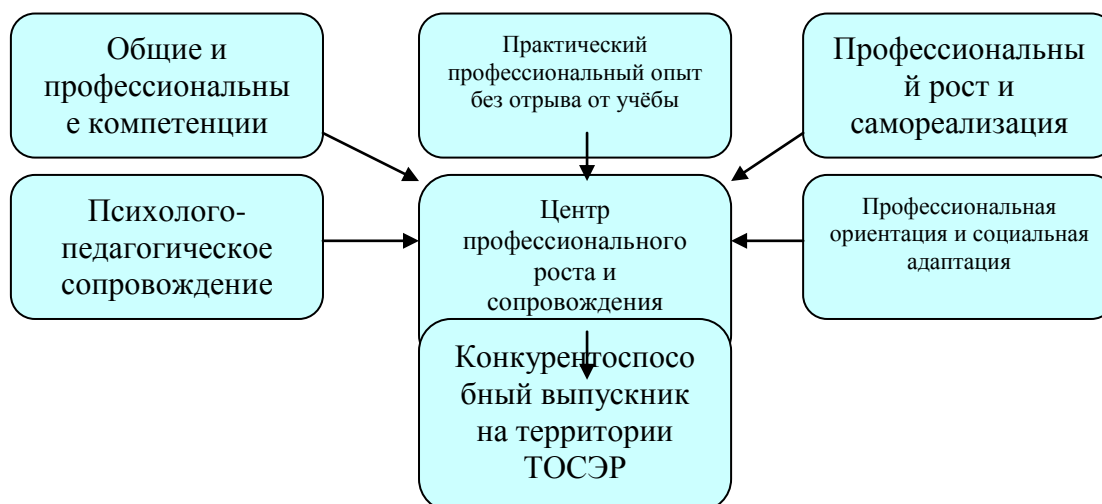 Общие и
профессиональны
е компетенции
Практический
профессиональный опыт
без отрыва от учёбы
Профессиональны
й рост и
самореализация
Психолого-
педагогическое
сопровождение
Центр
профессионального
роста и
сопровождения
Профессиональная
ориентация и социальная
адаптация
Конкурентоспосо
бный выпускник
на территории
ТОСЭР